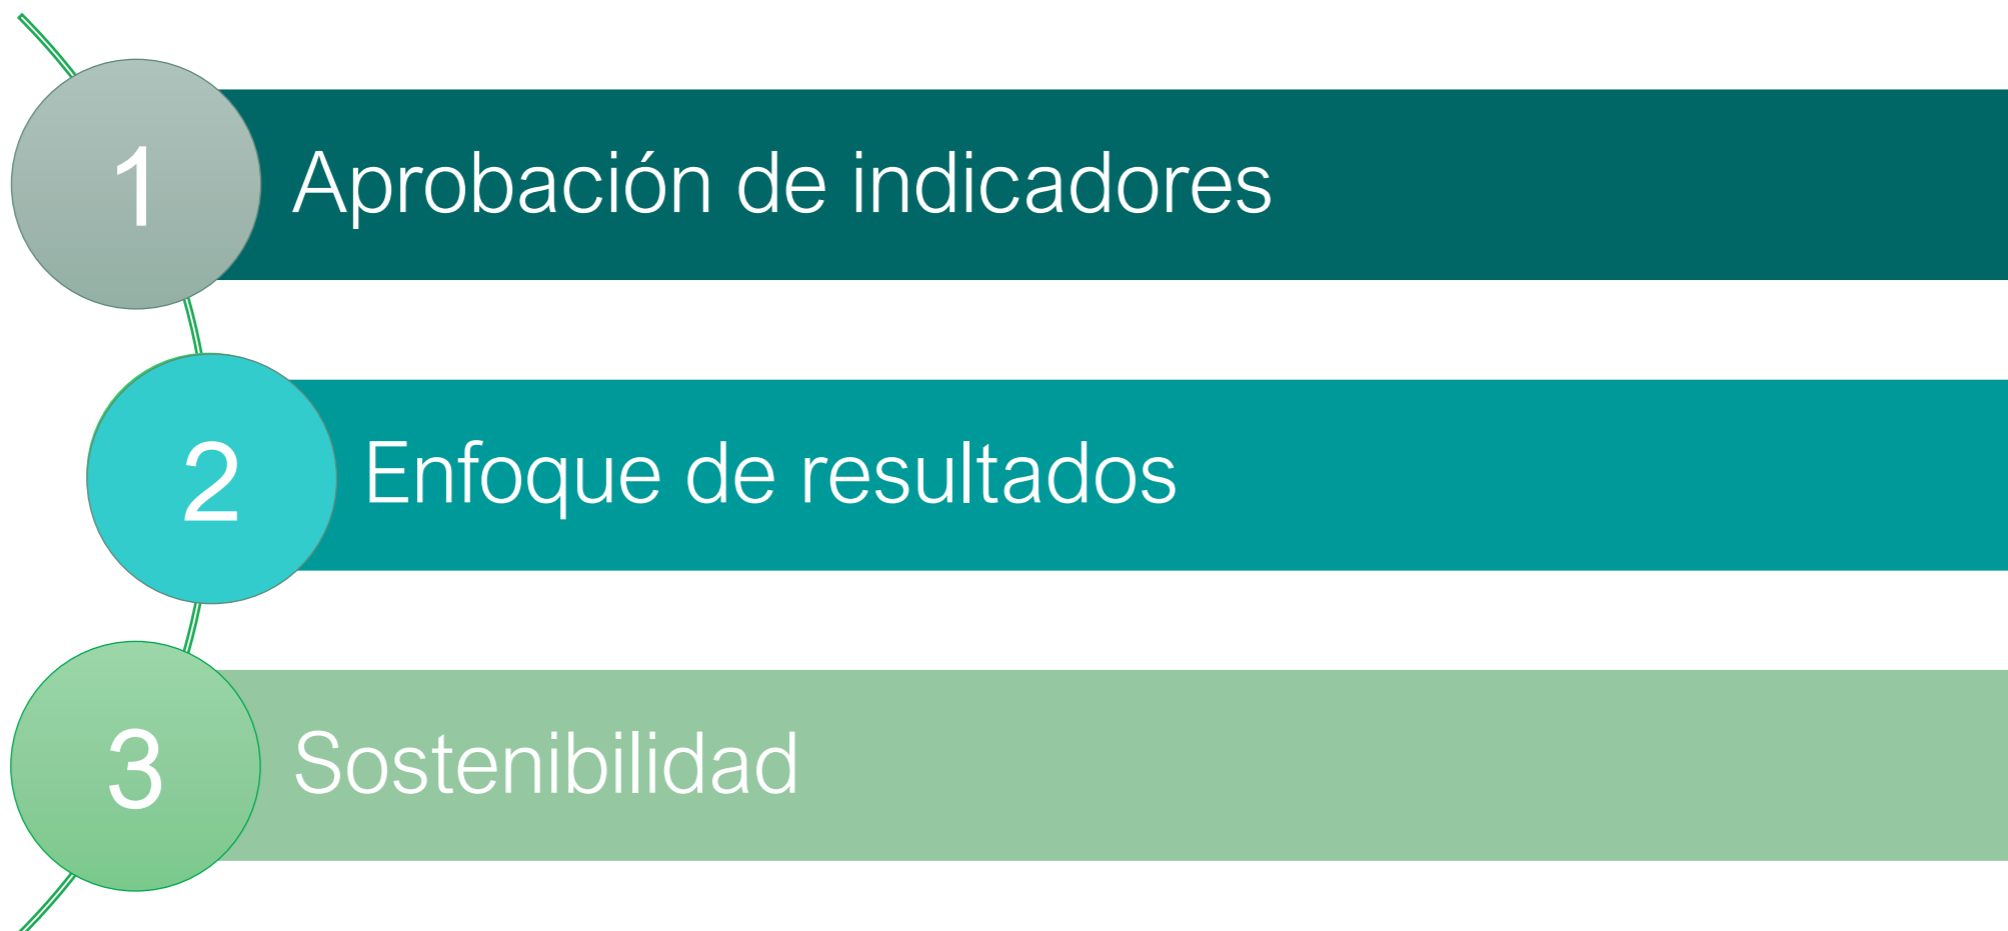 1 Aprobación de indicadores
2 Enfoque de resultados
3 Sostenibilidad